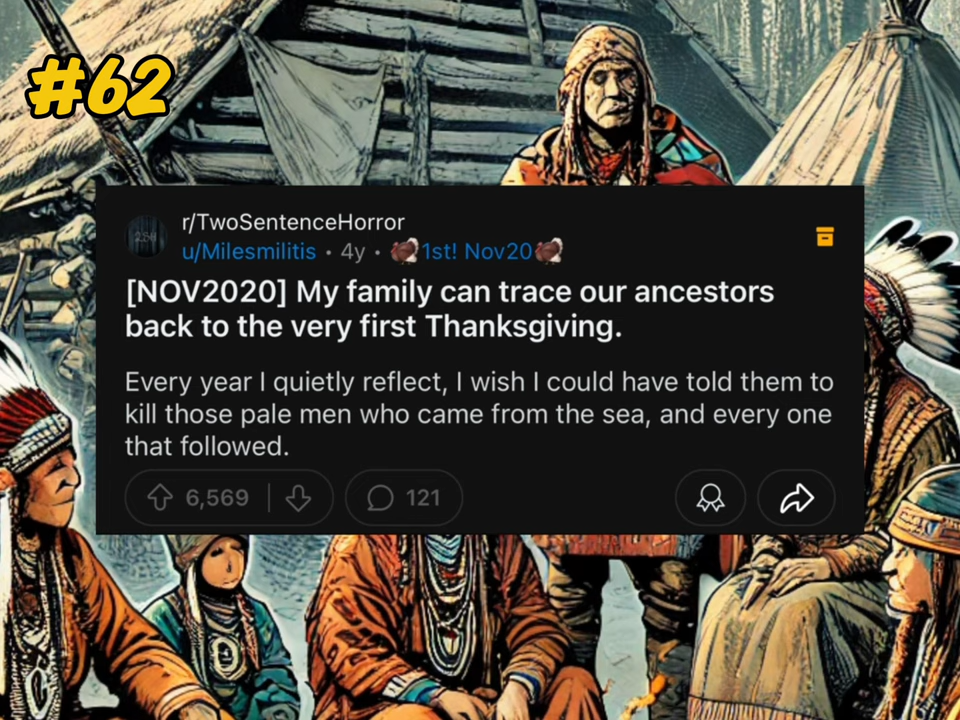 #62
r/TwoSentenceHorror
u/Milesmilitis • 4y • 🦃1st! Nov20🦃
[NOV2020] My family can trace our ancestors
back to the very first Thanksgiving.
Every year I quietly reflect, I wish I could have told them to
kill those pale men who came from the sea, and every one
that followed.
6,569
121